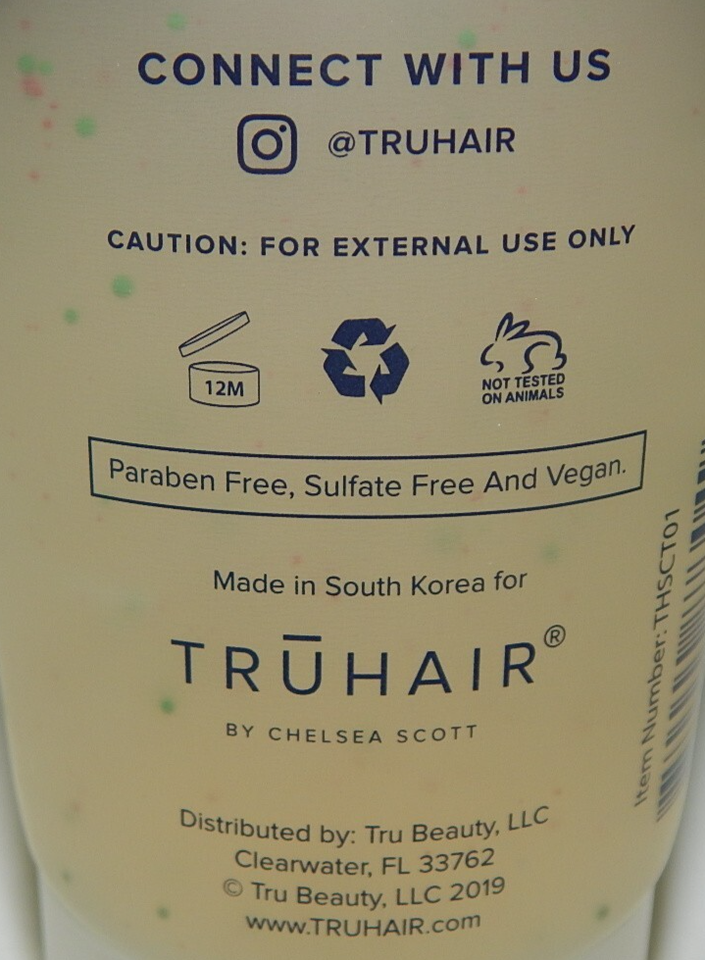 CONNECT WITH US
@TRUHAIR
CAUTION: FOR EXTERNAL USE ONLY
12M
NOT TESTED
ON ANIMALS
Paraben Free, Sulfate Free And Vegan.
Made in South Korea for
TRŪHAIR®
BY CHELSEA SCOTT
Distributed by: Tru Beauty, LLC
Clearwater, FL 33762
© Tru Beauty, LLC 2019
www.TRUHAIR.com
Item Number: THSCT01